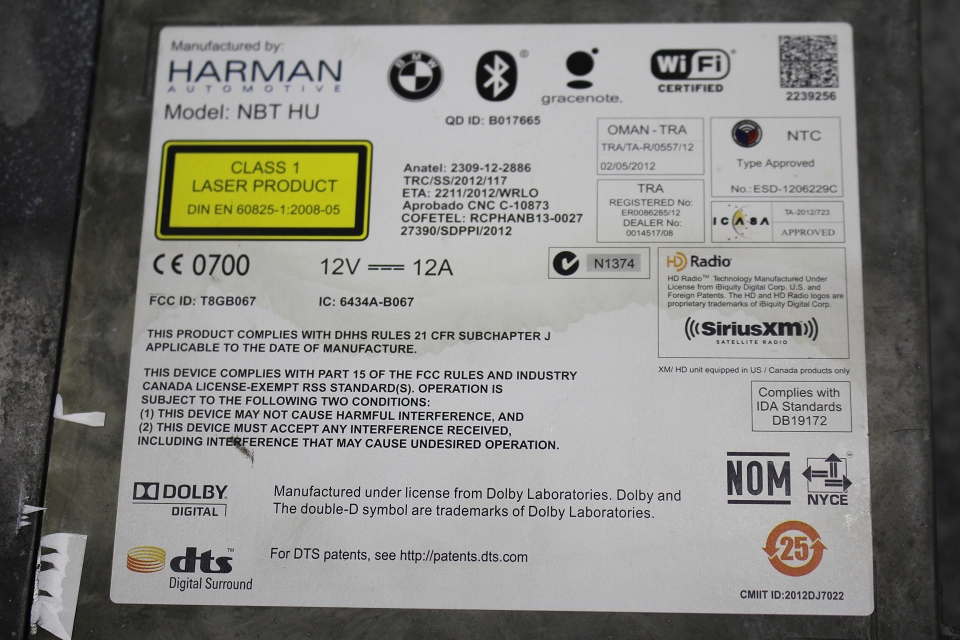 Manufactured by:
HARMAN
AUTOMOTIVE
Model: NBT HU
BMW
gracenote.
Wi Fi
CERTIFIED
2239256
QD ID: B017665
CLASS 1
LASER PRODUCT
DIN EN 60825-1:2008-05
Anatel: 2309-12-2886
TRC/SS/2012/117
ETA: 2211/2012/WRLO
Aprobado CNC C-10873
COFETEL: RCPHANB13-0027
27390/SDPPI/2012
OMAN - TRA
TRA/TA-R/0557/12
02/05/2012
TRA
REGISTERED No:
ER0086285/12
DEALER No:
0014517/08
NTC
Type Approved
No.: ESD-1206229C
ICASA
TA-2012/723
APPROVED
CE 0700
12V 12A
N1374
FCC ID: T8GB067
IC: 6434A-B067
HD Radio™
HD Radio™ Technology Manufactured Under
License from iBiquity Digital Corp. U.S. and
Foreign Patents. The HD and HD Radio logos are
proprietary trademarks of iBiquity Digital Corp.
SiriusXM
SATELLITE RADIO
XM/ HD unit equipped in US / Canada products only
THIS PRODUCT COMPLIES WITH DHHS RULES 21 CFR SUBCHAPTER J
APPLICABLE TO THE DATE OF MANUFACTURE.
THIS DEVICE COMPLIES WITH PART 15 OF THE FCC RULES AND INDUSTRY
CANADA LICENSE-EXEMPT RSS STANDARD(S). OPERATION IS
SUBJECT TO THE FOLLOWING TWO CONDITIONS:
(1) THIS DEVICE MAY NOT CAUSE HARMFUL INTERFERENCE, AND
(2) THIS DEVICE MUST ACCEPT ANY INTERFERENCE RECEIVED,
INCLUDING INTERFERENCE THAT MAY CAUSE UNDESIRED OPERATION.
Complies with
IDA Standards
DB19172
DOLBY
DIGITAL
Manufactured under license from Dolby Laboratories. Dolby and
The double-D symbol are trademarks of Dolby Laboratories.
NOM
NYCE
dts™
Digital Surround
For DTS patents, see http://patents.dts.com
25
CMIIT ID:2012DJ7022